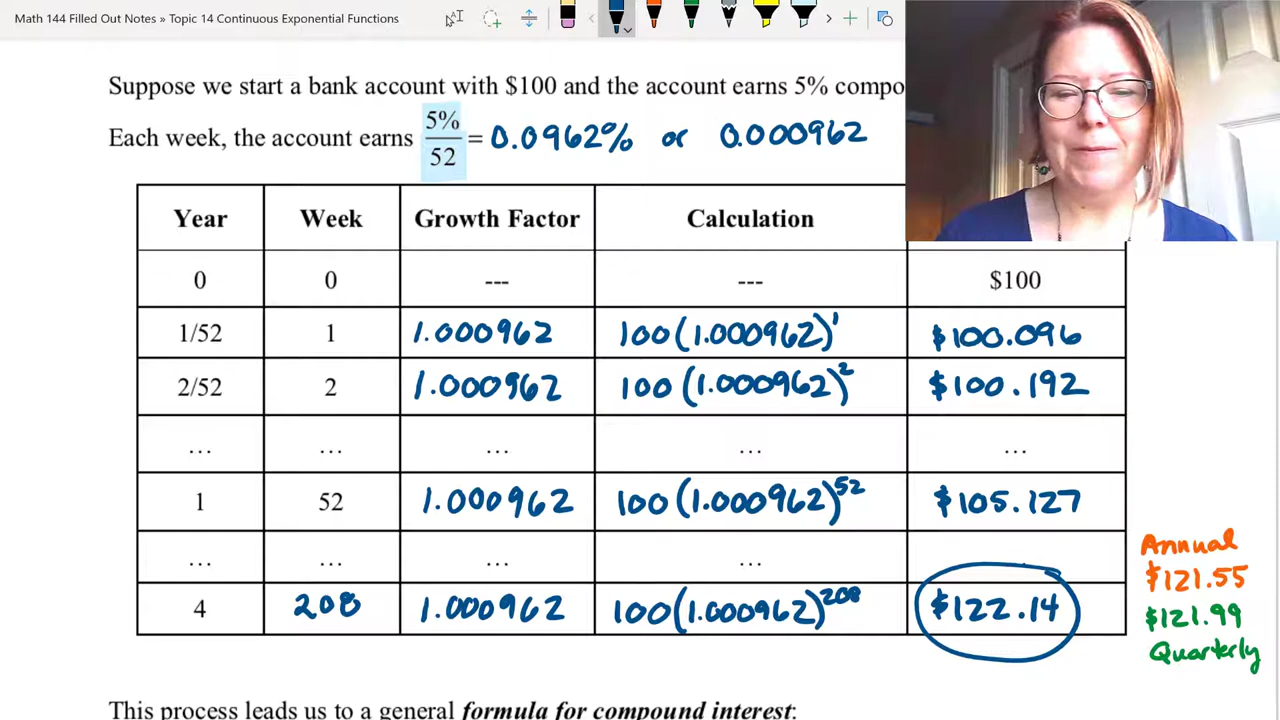 Math 144 Filled Out Notes » Topic 14 Continuous Exponential Functions
Suppose we start a bank account with $100 and the account earns 5% compo
Each week, the account earns 5%/52 = 0.0962% or 0.000962
Year Week Growth Factor Calculation
0 0 --- --- $100
1/52 1 1.000962 100(1.000962)¹ $100.096
2/52 2 1.000962 100(1.000962)² $100.192
... ... ... ... ...
1 52 1.000962 100(1.000962)⁵² $105.127
... ... ... ...
4 208 1.000962 100(1.000962)²⁰⁸ $122.14
Annual
$121.55
$121.99
Quarterly
This process leads us to a general formula for compound interest: